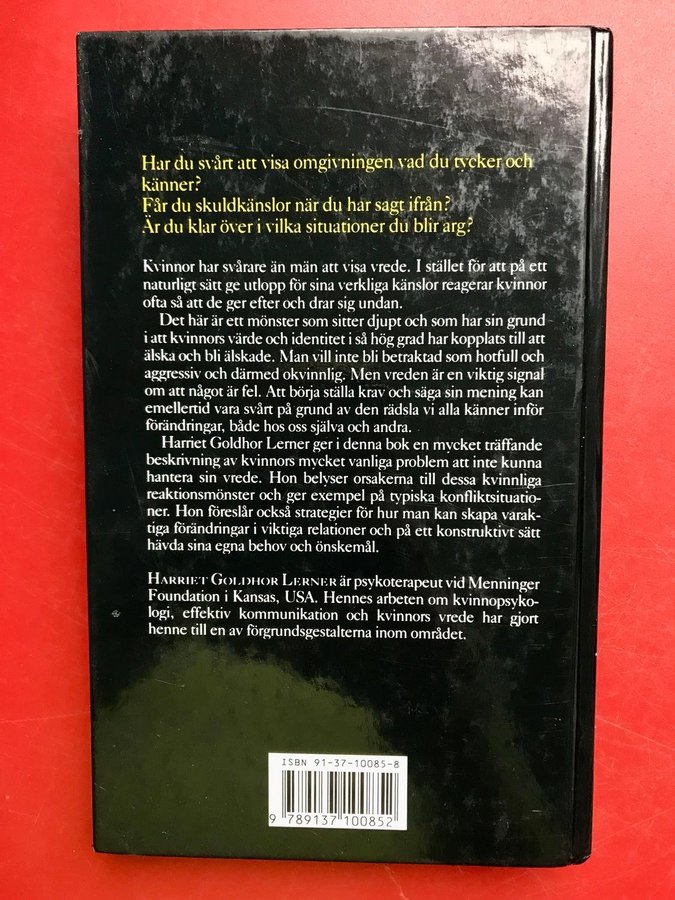 Har du svårt att visa omgivningen vad du tycker och
känner?
Får du skuldkänslor när du har sagt ifrån?
Är du klar över i vilka situationer du blir arg?
Kvinnor har svårare än män att visa vrede. I stället för att på ett
naturligt sätt ge utlopp för sina verkliga känslor reagerar kvinnor
ofta så att de ger efter och drar sig undan.
Det här är ett mönster som sitter djupt och som har sin grund
i att kvinnors värde och identitet i så hög grad har kopplats till att
älska och bli älskade. Man vill inte bli betraktad som hotfull och
aggressiv och därmed okvinnlig. Men vreden är en viktig signal
om att något är fel. Att börja ställa krav och säga sin mening kan
emellertid vara svårt på grund av den rädsla vi alla känner inför
förändringar, både hos oss själva och andra.
Harriet Goldhor Lerner ger i denna bok en mycket träffande
beskrivning av kvinnors mycket vanliga problem att inte kunna
hantera sin vrede. Hon belyser orsakerna till dessa kvinnliga
reaktionsmönster och ger exempel på typiska konfliktsituatio-
ner. Hon föreslår också strategier för hur man kan skapa varak-
tiga förändringar i viktiga relationer och på ett konstruktivt sätt
hävda sina egna behov och önskemål.
HARRIET GOLDHOR LERNER är psykoterapeut vid Menninger
Foundation i Kansas, USA. Hennes arbeten om kvinnopsyko-
logi, effektiv kommunikation och kvinnors vrede har gjort
henne till en av förgrundsgestalterna inom området.
ISBN 91-37-10085-8
9 789137 100852